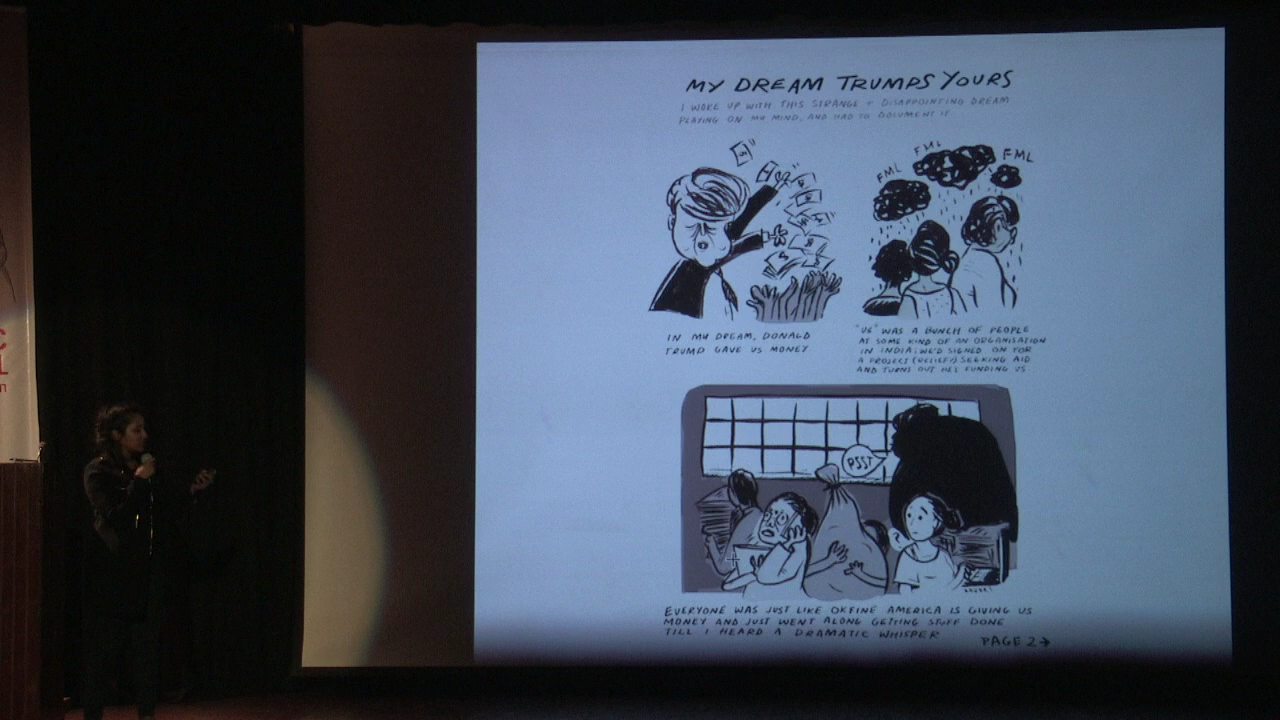 MY DREAM TRUMPS YOURS
I WOKE UP WITH THIS STRANGE + DISAPPOINTING DREAM
PLAYING ON MY MIND, AND HAD TO DOCUMENT IT
FML
FML
FML
IN MY DREAM, DONALD
TRUMP GAVE US MONEY
"US" WAS A BUNCH OF PEOPLE
AT SOME KIND OF AN ORGANISATION
IN INDIA; WE'D SIGNED ON FOR
A PROJECT (RELIEF?) SEEKING AID
AND TURNS OUT HE'S FUNDING US
PSST
EVERYONE WAS JUST LIKE OKFINE AMERICA IS GIVING US
MONEY AND JUST WENT ALONG GETTING STUFF DONE
TILL I HEARD A DRAMATIC WHISPER
PAGE 2→